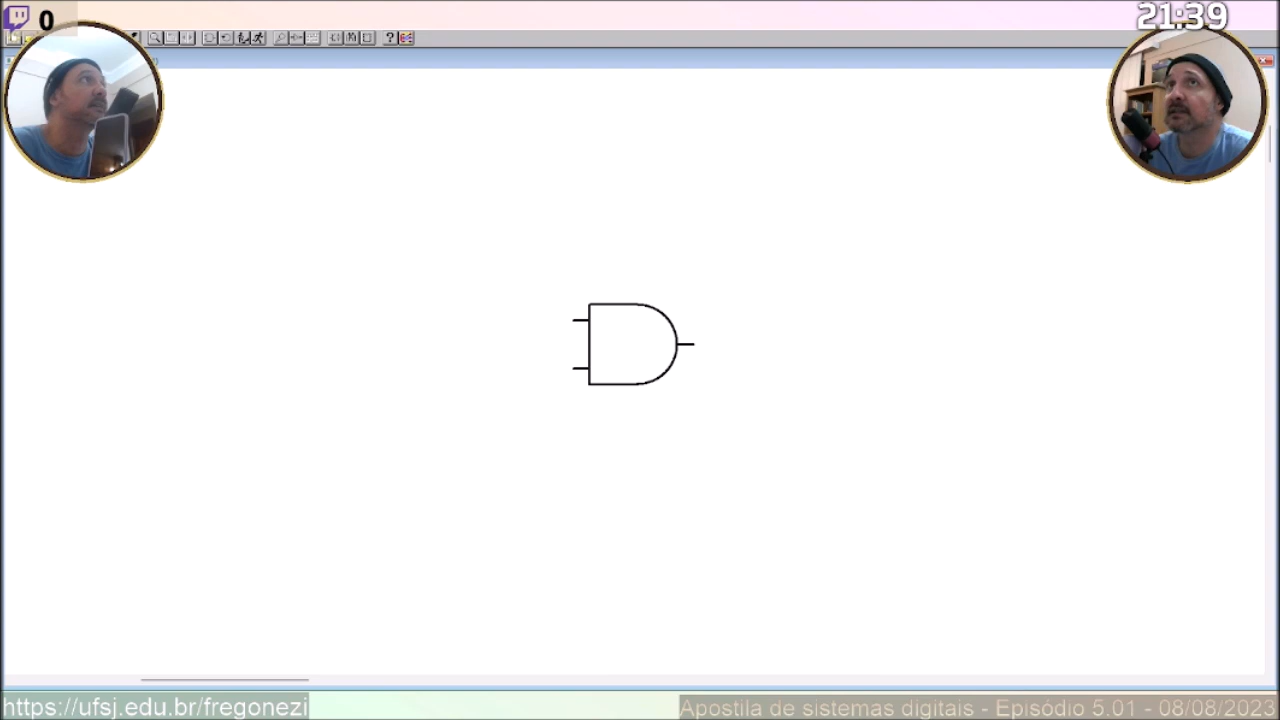 0
21:39
?
https://ufsj.edu.br/fregonezi
Apostila de sistemas digitais - Episódio 5.01 - 08/08/2023